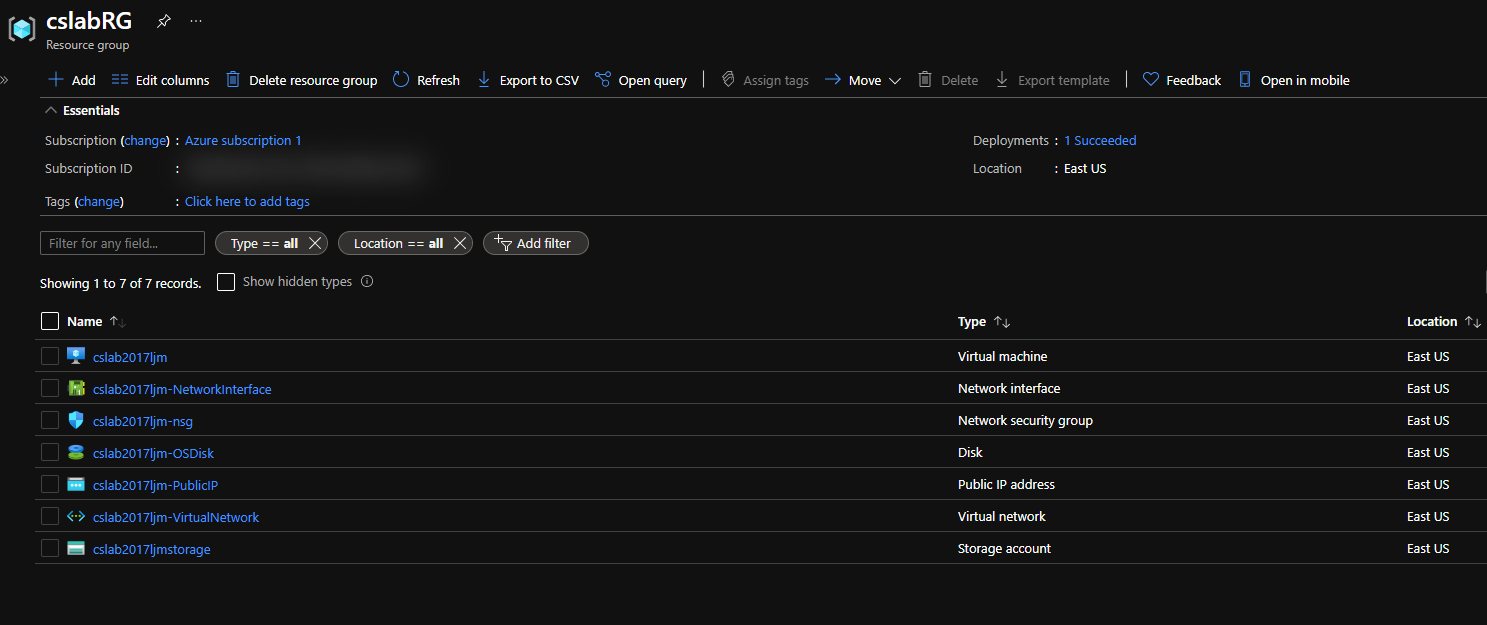 cslabRG
Resource group
Add Edit columns Delete resource group Refresh Export to CSV Open query Assign tags Move Delete Export template Feedback Open in mobile
Essentials
Subscription (change) : Azure subscription 1 Deployments : 1 Succeeded
Subscription ID : Location : East US
Tags (change) : Click here to add tags
Filter for any field... Type == all Location == all Add filter
Showing 1 to 7 of 7 records. Show hidden types
Name Type Location
cslab2017ljm Virtual machine East US
cslab2017ljm-NetworkInterface Network interface East US
cslab2017ljm-nsg Network security group East US
cslab2017ljm-OSDisk Disk East US
cslab2017ljm-PublicIP Public IP address East US
cslab2017ljm-VirtualNetwork Virtual network East US
cslab2017ljmstorage Storage account East US